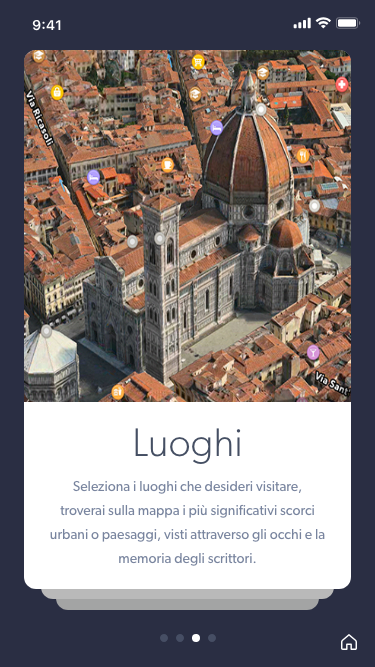 9:41
Via Ricasoli
Via Sant
Luoghi
Seleziona i luoghi che desideri visitare,
troverai sulla mappa i più significativi scorci
urbani o paesaggi, visti attraverso gli occhi e la
memoria degli scrittori.